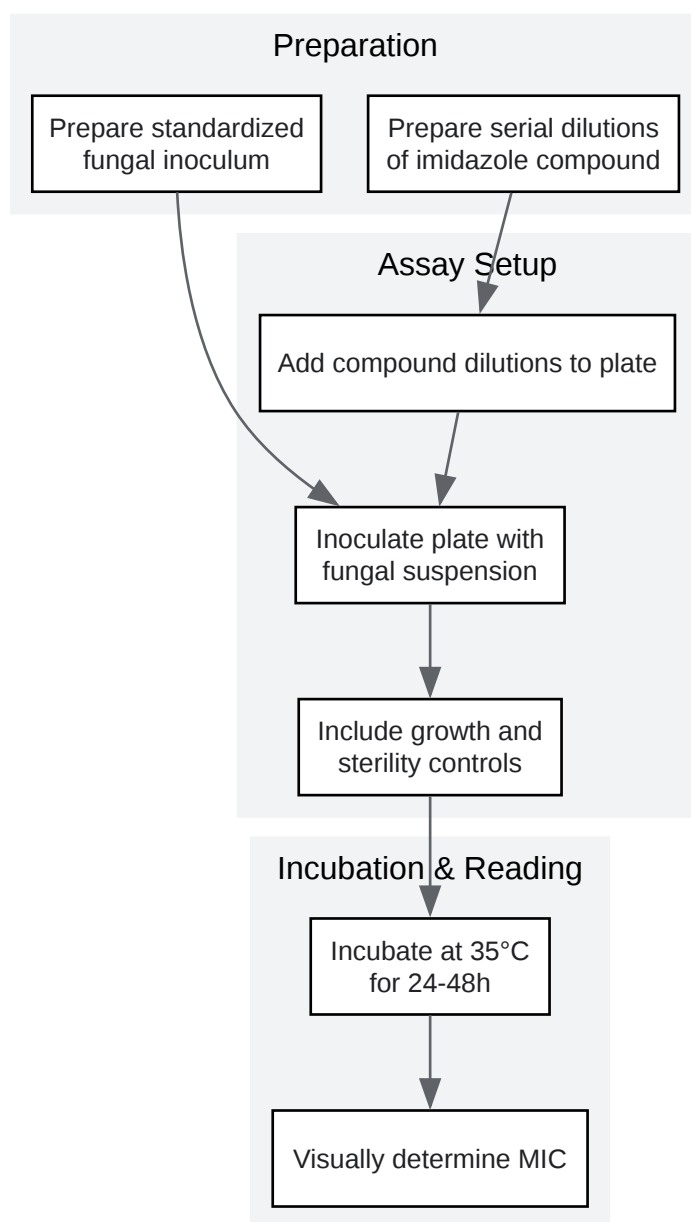 Preparation
Prepare standardized
fungal inoculum
Prepare serial dilutions
of imidazole compound
Assay Setup
Add compound dilutions to plate
Inoculate plate with
fungal suspension
Include growth and
sterility controls
Incubation & Reading
Incubate at 35°C
for 24-48h
Visually determine MIC